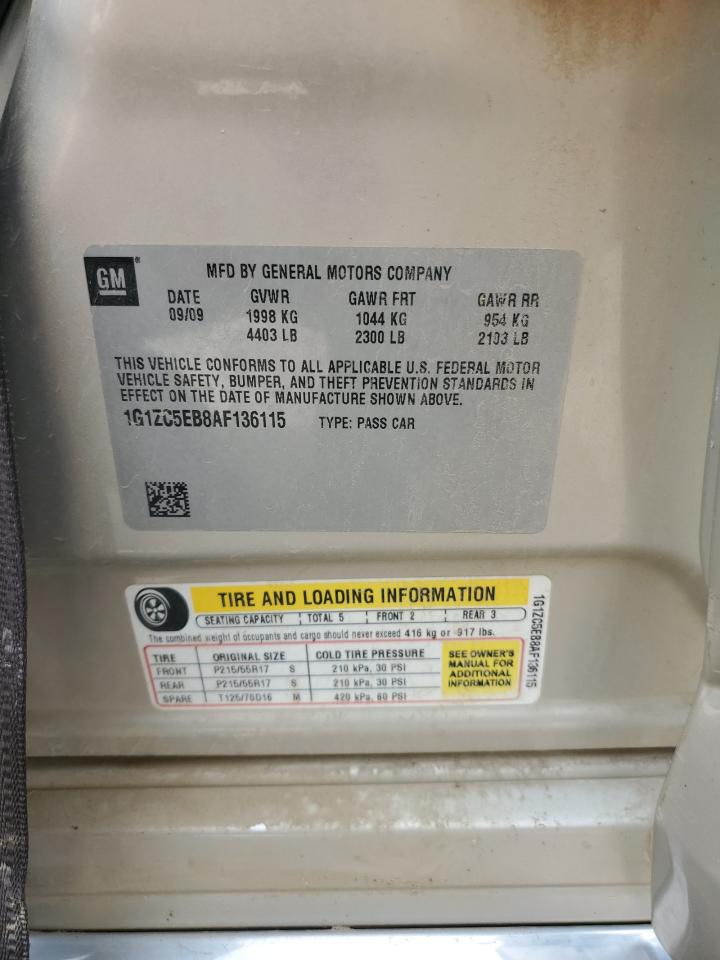 GM
MFD BY GENERAL MOTORS COMPANY
DATE GVWR GAWR FRT GAWR RR
09/09 1998 KG 1044 KG 954 KG
4403 LB 2300 LB 2103 LB
THIS VEHICLE CONFORMS TO ALL APPLICABLE U.S. FEDERAL MOTOR
VEHICLE SAFETY, BUMPER, AND THEFT PREVENTION STANDARDS IN
EFFECT ON THE DATE OF MANUFACTURE SHOWN ABOVE.
1G1ZC5EB8AF136115 TYPE: PASS CAR
TIRE AND LOADING INFORMATION
SEATING CAPACITY TOTAL 5 FRONT 2 REAR 3
The combined weight of occupants and cargo should never exceed 416 kg or 917 lbs.
TIRE ORIGINAL SIZE COLD TIRE PRESSURE
FRONT P215/55R17 S 210 kPa, 30 PSI
REAR P215/55R17 S 210 kPa, 30 PSI
SPARE T125/70D16 M 420 kPa, 60 PSI
SEE OWNER'S
MANUAL FOR
ADDITIONAL
INFORMATION
1G1ZC5EB8AF136115